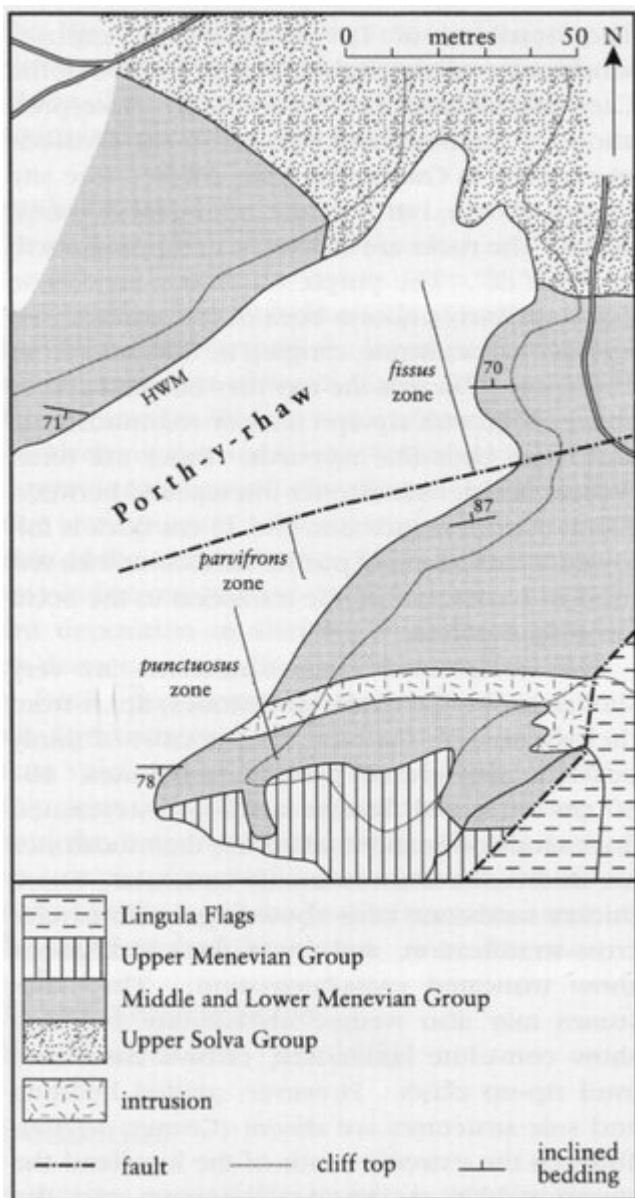 0 metres 50 N
fissus
zone
70
HWM
71
Porth-y-rhaw
87
parvifrons
zone
punctuosus
zone
78
Lingula Flags
Upper Menevian Group
Middle and Lower Menevian Group
Upper Solva Group
intrusion
fault
cliff top
inclined
bedding